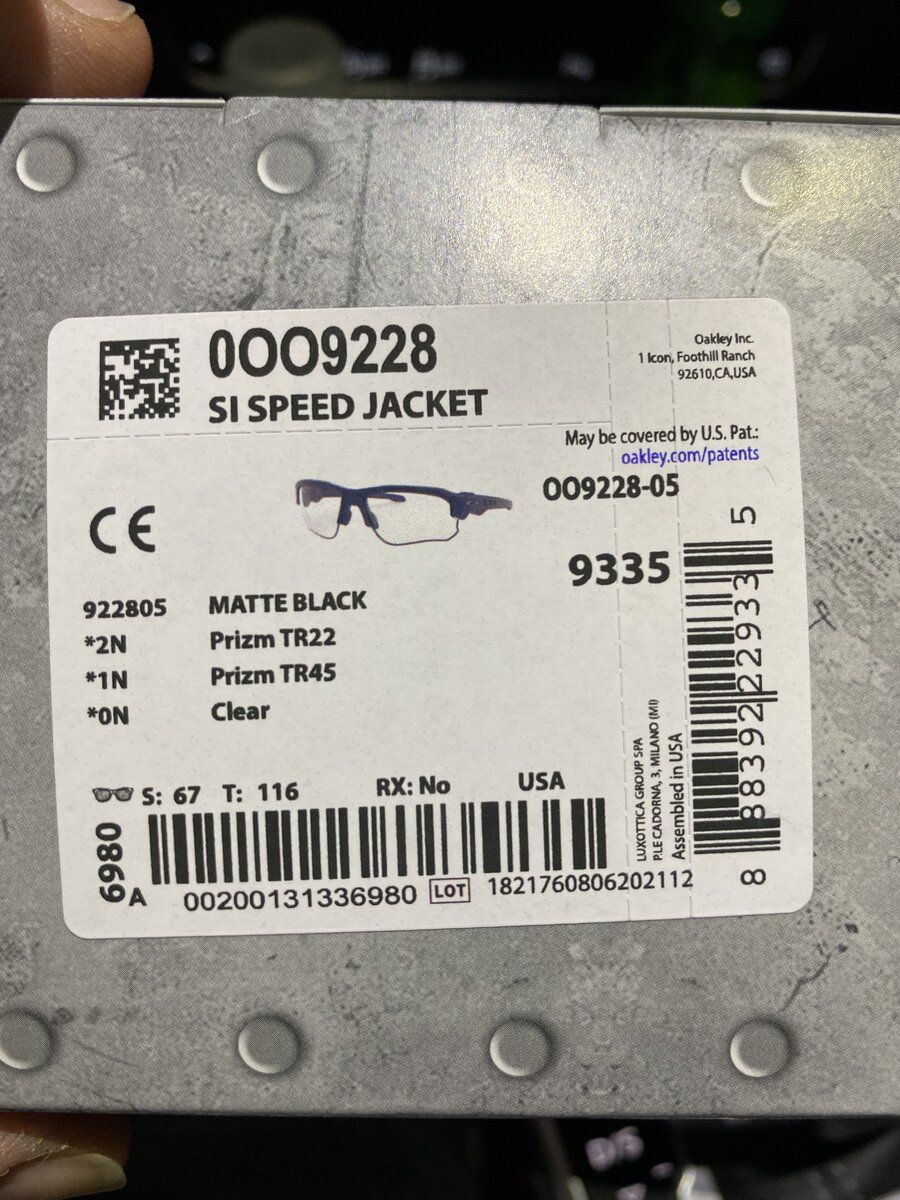 0OO9228
SI SPEED JACKET
Oakley Inc.
1 Icon, Foothill Ranch
92610,CA,USA
May be covered by U.S. Pat.:
oakley.com/patents
OO9228-05
CE
9335
922805 MATTE BLACK
*2N Prizm TR22
*1N Prizm TR45
*0N Clear
S: 67 T: 116 RX: No USA
6980
A
00200131336980 LOT 1821760806202112
LUXOTTICA GROUP SPA
P.LE CADORNA, 3, MILANO (MI)
Assembled in USA
8 88392 22933 5